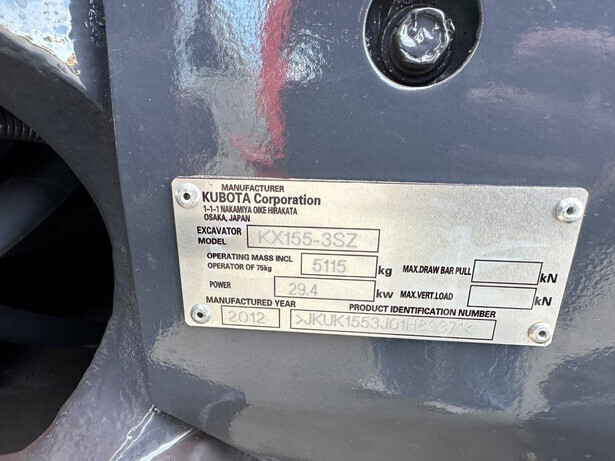 MANUFACTURER
KUBOTA Corporation
1-1-1 NAKAMIYA OIKE HIRAKATA
OSAKA, JAPAN
EXCAVATOR MODEL KX155-3SZ
OPERATING MASS INCL OPERATOR OF 75kg 5115 kg
MAX.DRAW BAR PULL kN
POWER 29.4 kw
MAX.VERT.LOAD kN
MANUFACTURED YEAR
PRODUCT IDENTIFICATION NUMBER
2012